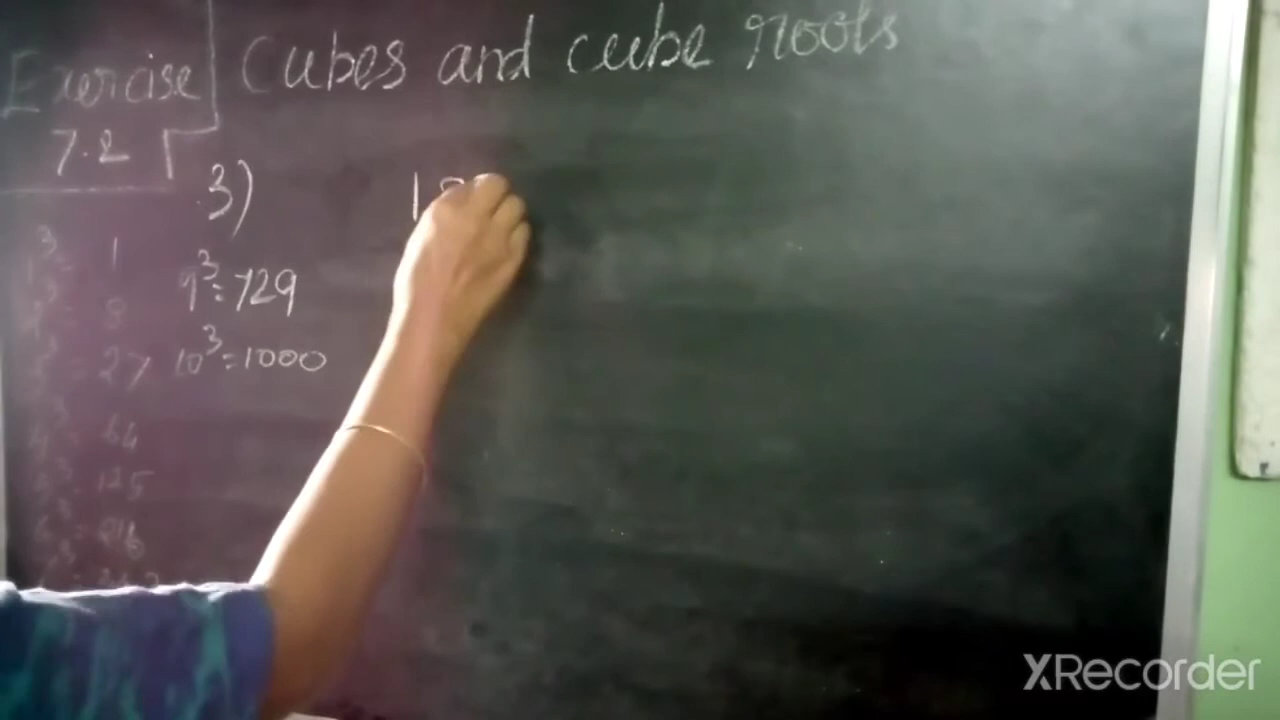 Cubes and cube roots
Exercise
7.2
3)
1
= 1
= 8
= 27
= 64
= 125
= 216
9³ = 729
10³ = 1000
XRecorder